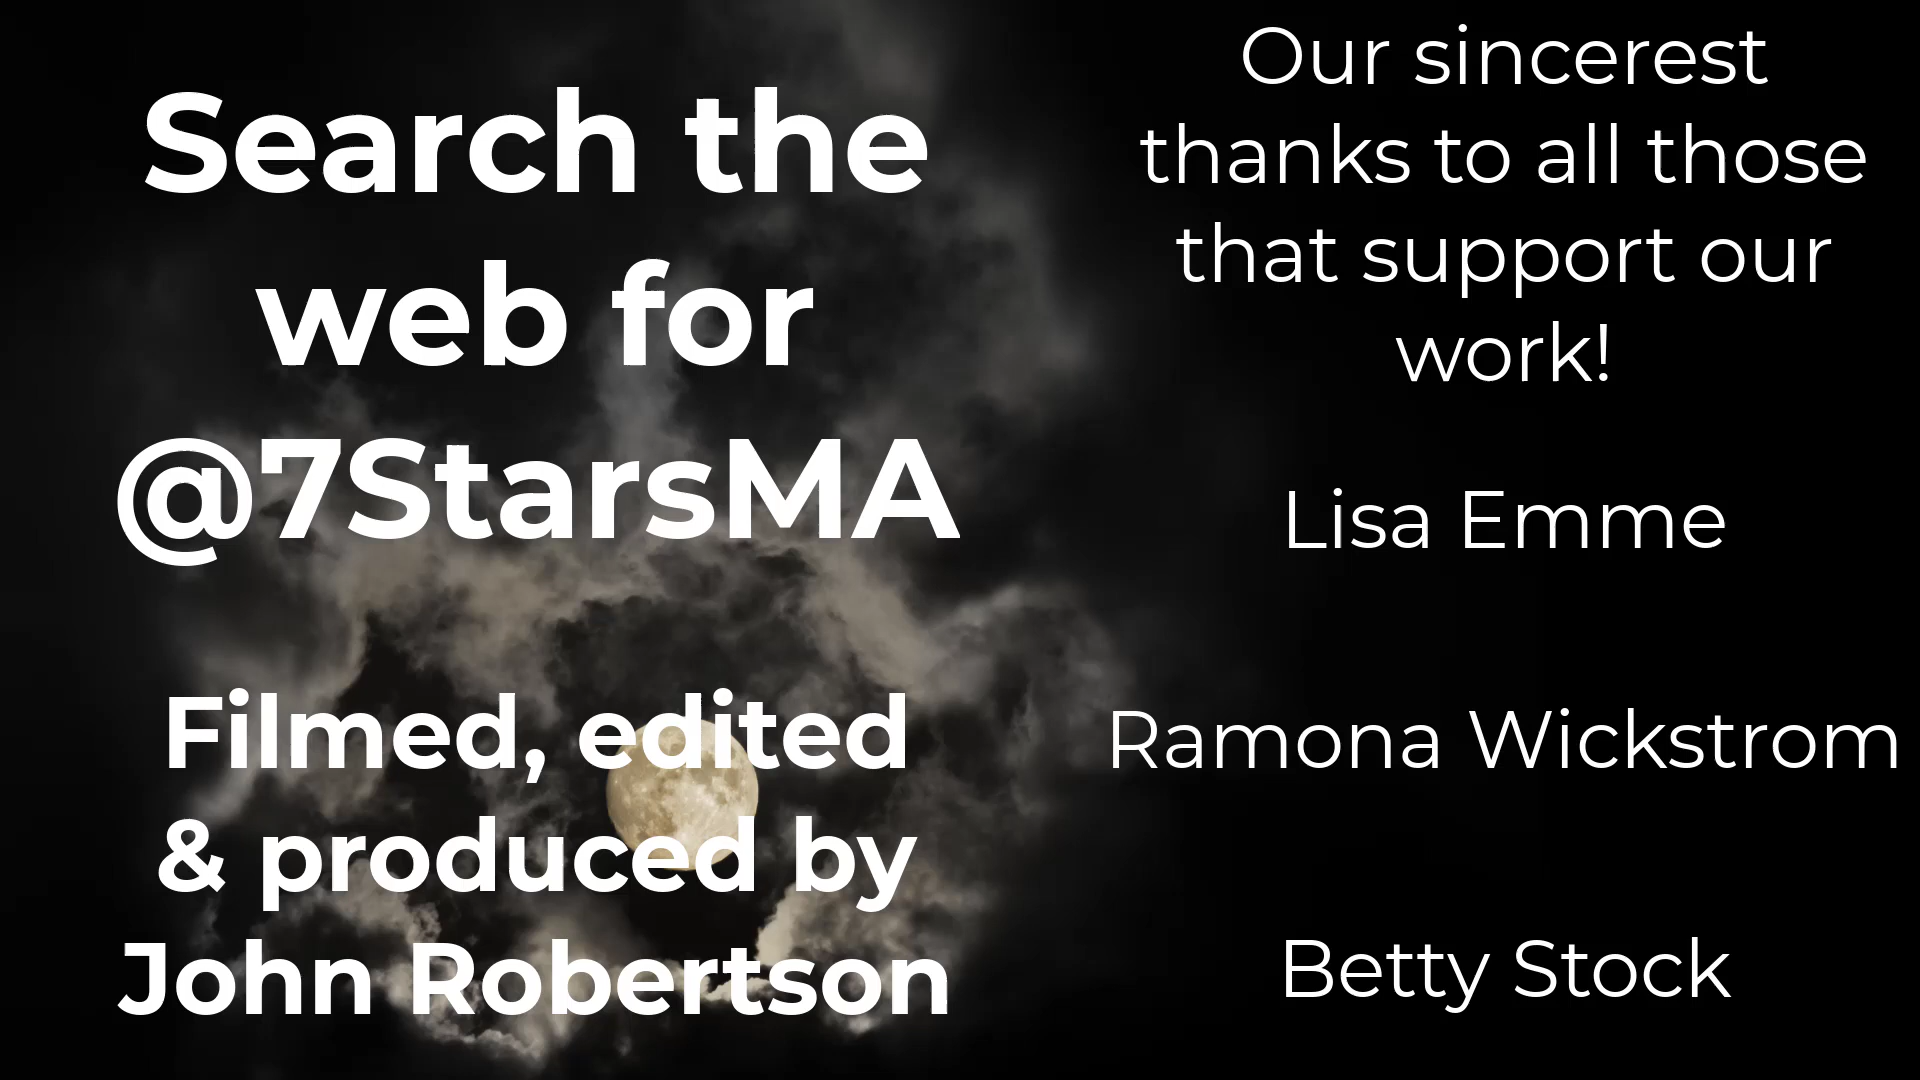 Search the
web for
@7StarsMA
Filmed, edited
& produced by
John Robertson
Our sincerest
thanks to all those
that support our
work!
Lisa Emme
Ramona Wickstrom
Betty Stock